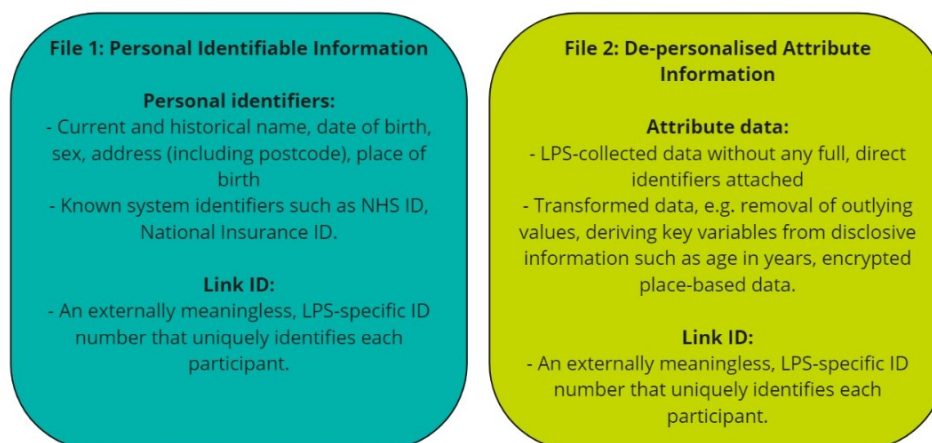 File 1: Personal Identifiable Information
Personal identifiers:
- Current and historical name, date of birth,
sex, address (including postcode), place of
birth
- Known system identifiers such as NHS ID,
National Insurance ID.
Link ID:
- An externally meaningless, LPS-specific ID
number that uniquely identifies each
participant.
File 2: De-personalised Attribute
Information
Attribute data:
- LPS-collected data without any full, direct
identifiers attached
- Transformed data, e.g. removal of outlying
values, deriving key variables from disclosive
information such as age in years, encrypted
place-based data.
Link ID:
- An externally meaningless, LPS-specific ID
number that uniquely identifies each
participant.